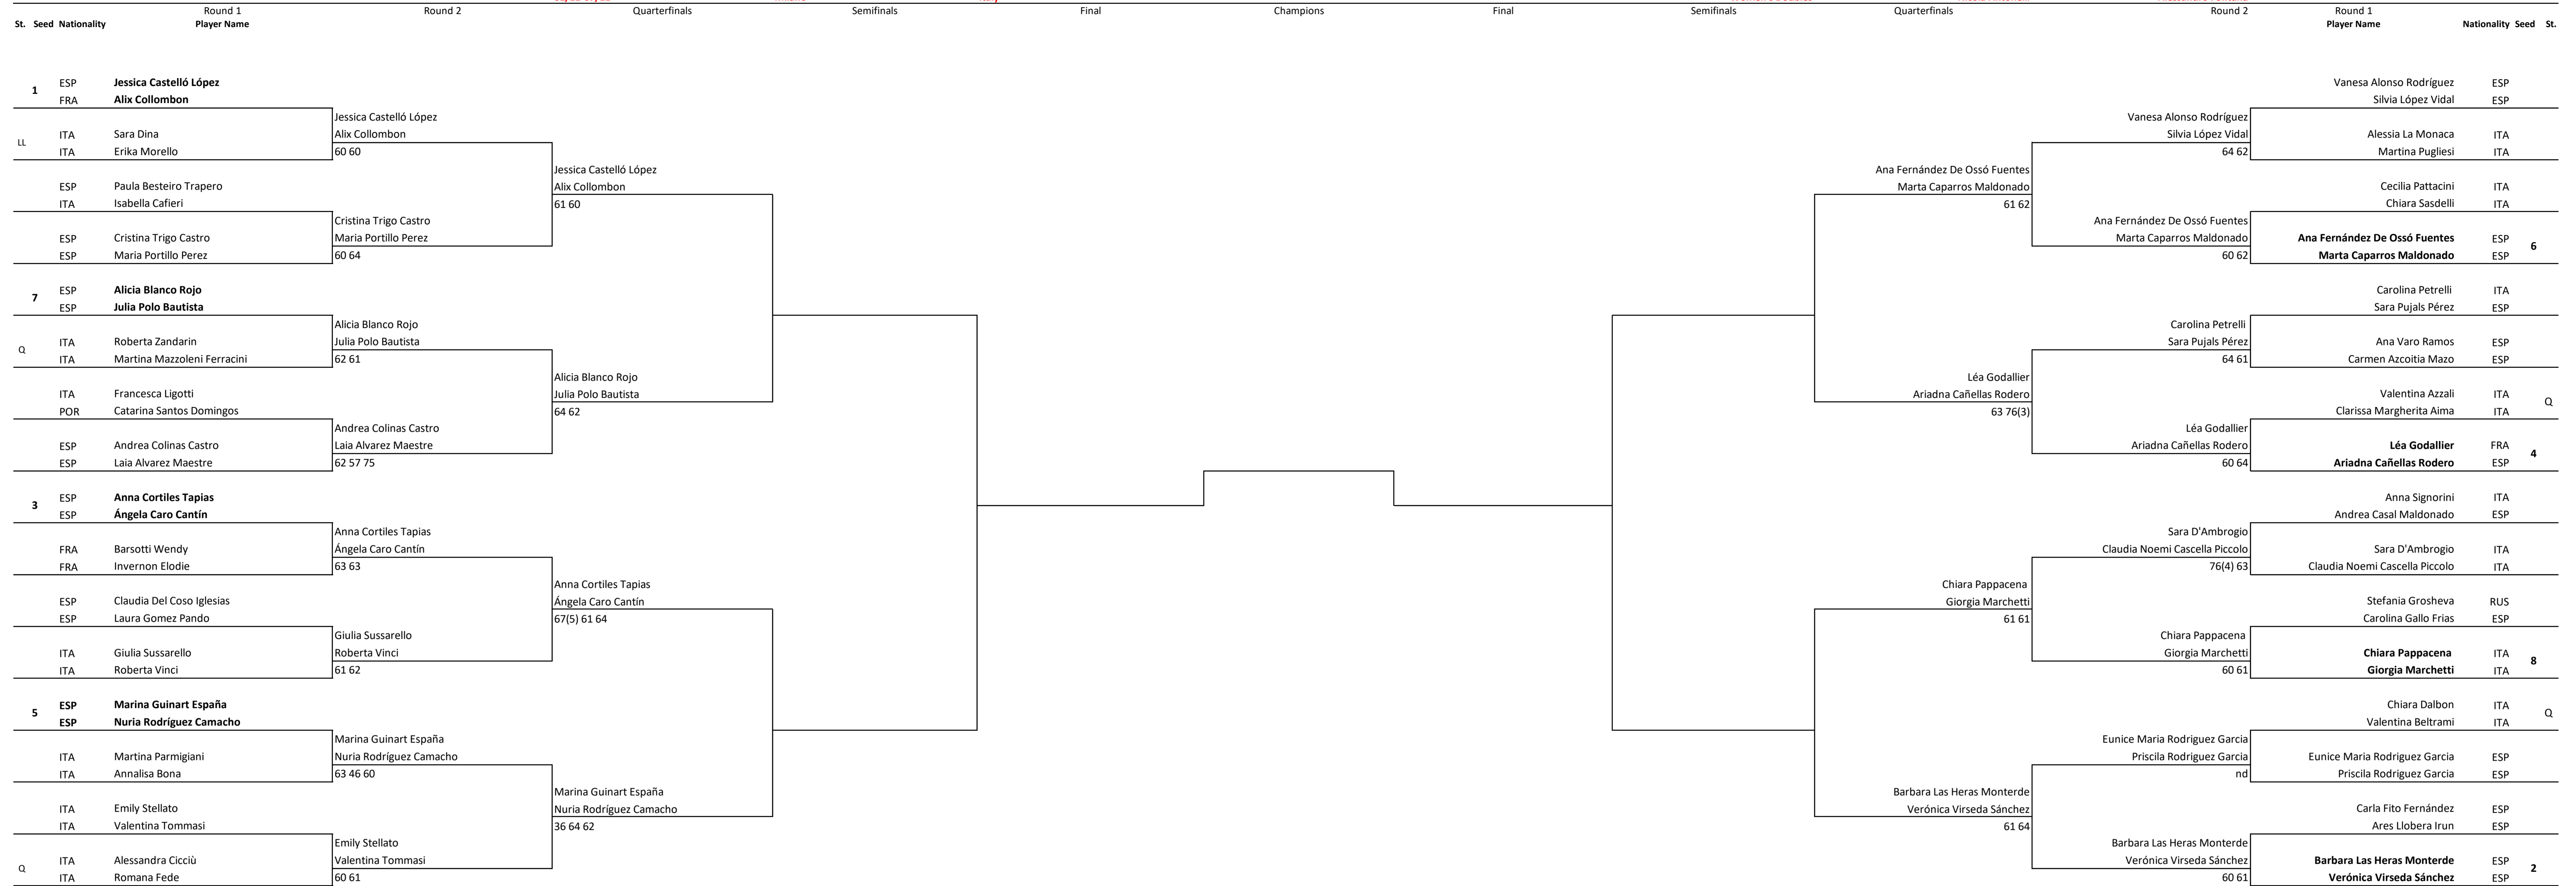 Round 1 Round 2 Quarterfinals Semifinals Final Champions Final Semifinals Quarterfinals Round 2 Round 1
St. Seed Nationality Player Name Player Name Nationality Seed St.
1 ESP Jessica Castelló López
FRA Alix Collombon
LL ITA Sara Dina
ITA Erika Morello
ESP Paula Besteiro Trapero
ITA Isabella Cafieri
ESP Cristina Trigo Castro
ESP Maria Portillo Perez
7 ESP Alicia Blanco Rojo
ESP Julia Polo Bautista
Q ITA Roberta Zandarin
ITA Martina Mazzoleni Ferracini
ITA Francesca Ligotti
POR Catarina Santos Domingos
ESP Andrea Colinas Castro
ESP Laia Alvarez Maestre
3 ESP Anna Cortiles Tapias
ESP Ángela Caro Cantín
FRA Barsotti Wendy
FRA Invernon Elodie
ESP Claudia Del Coso Iglesias
ESP Laura Gomez Pando
ITA Giulia Sussarello
ITA Roberta Vinci
5 ESP Marina Guinart España
ESP Nuria Rodríguez Camacho
ITA Martina Parmigiani
ITA Annalisa Bona
ITA Emily Stellato
ITA Valentina Tommasi
Q ITA Alessandra Cicciù
ITA Romana Fede
Jessica Castelló López
Alix Collombon
60 60
Cristina Trigo Castro
Maria Portillo Perez
60 64
Alicia Blanco Rojo
Julia Polo Bautista
62 61
Andrea Colinas Castro
Laia Alvarez Maestre
62 57 75
Anna Cortiles Tapias
Ángela Caro Cantín
63 63
Giulia Sussarello
Roberta Vinci
61 62
Marina Guinart España
Nuria Rodríguez Camacho
63 46 60
Emily Stellato
Valentina Tommasi
60 61
Jessica Castelló López
Alix Collombon
61 60
Alicia Blanco Rojo
Julia Polo Bautista
64 62
Anna Cortiles Tapias
Ángela Caro Cantín
67(5) 61 64
Marina Guinart España
Nuria Rodríguez Camacho
36 64 62
Ana Fernández De Ossó Fuentes
Marta Caparros Maldonado
61 62
Léa Godallier
Ariadna Cañellas Rodero
63 76(3)
Chiara Pappacena
Giorgia Marchetti
61 61
Barbara Las Heras Monterde
Verónica Virseda Sánchez
61 64
Vanesa Alonso Rodríguez
Silvia López Vidal
64 62
Ana Fernández De Ossó Fuentes
Marta Caparros Maldonado
60 62
Carolina Petrelli
Sara Pujals Pérez
64 61
Léa Godallier
Ariadna Cañellas Rodero
60 64
Sara D'Ambrogio
Claudia Noemi Cascella Piccolo
76(4) 63
Chiara Pappacena
Giorgia Marchetti
60 61
Eunice Maria Rodriguez Garcia
Priscila Rodriguez Garcia
nd
Barbara Las Heras Monterde
Verónica Virseda Sánchez
60 61
Vanesa Alonso Rodríguez ESP
Silvia López Vidal ESP
Alessia La Monaca ITA
Martina Pugliesi ITA
Cecilia Pattacini ITA
Chiara Sasdelli ITA
Ana Fernández De Ossó Fuentes ESP 6
Marta Caparros Maldonado ESP
Carolina Petrelli ITA
Sara Pujals Pérez ESP
Ana Varo Ramos ESP
Carmen Azcoitia Mazo ESP
Valentina Azzali ITA Q
Clarissa Margherita Aima ITA
Léa Godallier FRA 4
Ariadna Cañellas Rodero ESP
Anna Signorini ITA
Andrea Casal Maldonado ESP
Sara D'Ambrogio ITA
Claudia Noemi Cascella Piccolo ITA
Stefania Grosheva RUS
Carolina Gallo Frias ESP
Chiara Pappacena ITA 8
Giorgia Marchetti ITA
Chiara Dalbon ITA Q
Valentina Beltrami ITA
Eunice Maria Rodriguez Garcia ESP
Priscila Rodriguez Garcia ESP
Carla Fito Fernández ESP
Ares Llobera Irun ESP
Barbara Las Heras Monterde ESP 2
Verónica Virseda Sánchez ESP